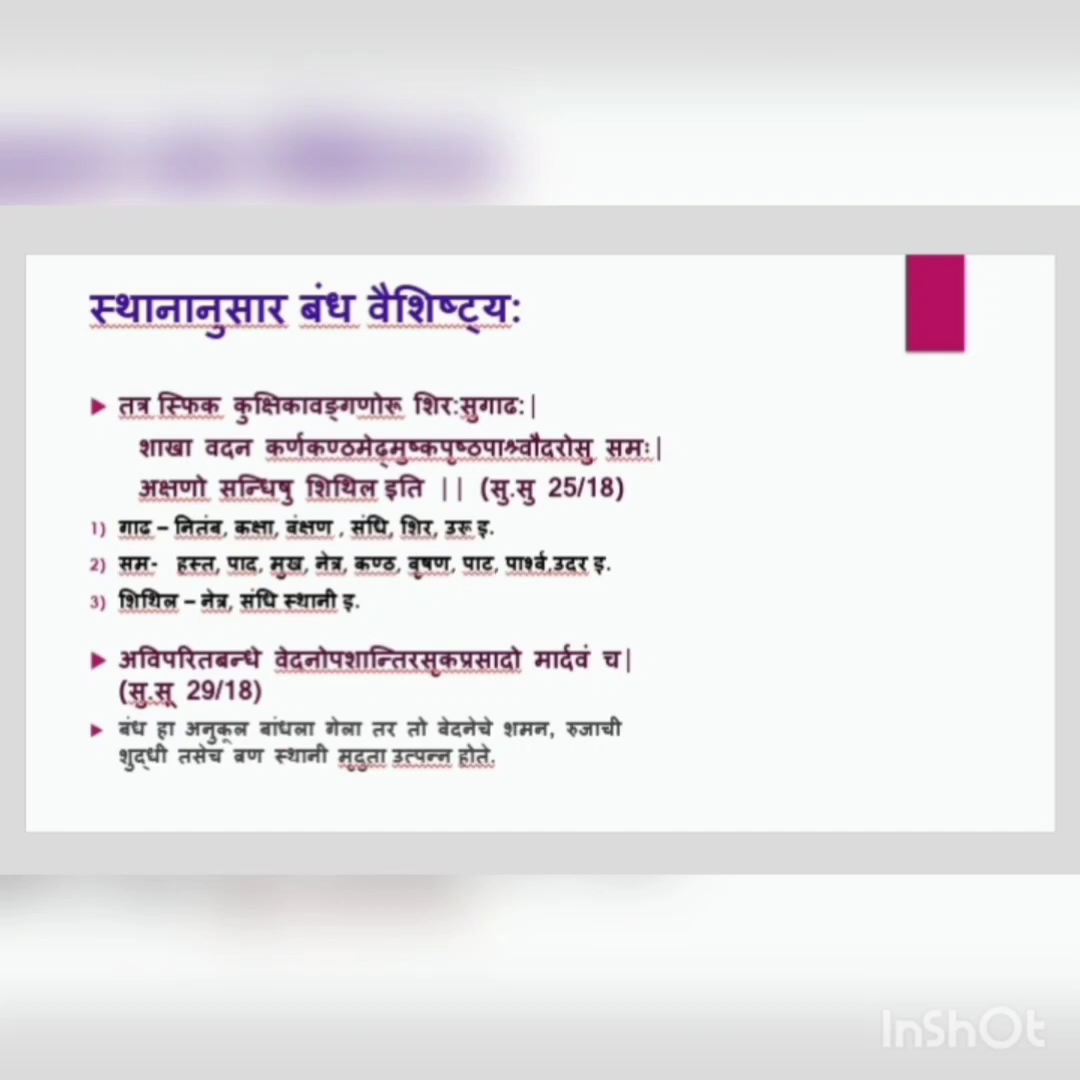 स्थानानुसार बंध वैशिष्ट्य:
तत्र स्फिक कुक्षिकावङ्गणोरू शिर:सुगाढ:|
शाखा वदन कर्णकण्ठमेढ्मुष्कपृष्ठपार्श्वौदरोसु समः|
अक्षणो सन्धिषु शिथिल इति || (सु.सु 25/18)
1) गाढ – नितंब, कक्षा, वंक्षण , संधि, शिर, उरू इ.
2) सम- हस्त, पाद, मुख, नेत्र, कण्ठ, वृषण, पाट, पार्श्व,उदर इ.
3) शिथिल – नेत्र, संधि स्थानी इ.
अविपरितबन्धे वेदनोपशान्तिरसृकप्रसादो मार्दवं च|
(सु.सू 29/18)
बंध हा अनुकूल बांधला गेला तर तो वेदनेचे शमन, रुजाची
शुद्धी तसेच व्रण स्थानी मृदुता उत्पन्न होते.
InShOt